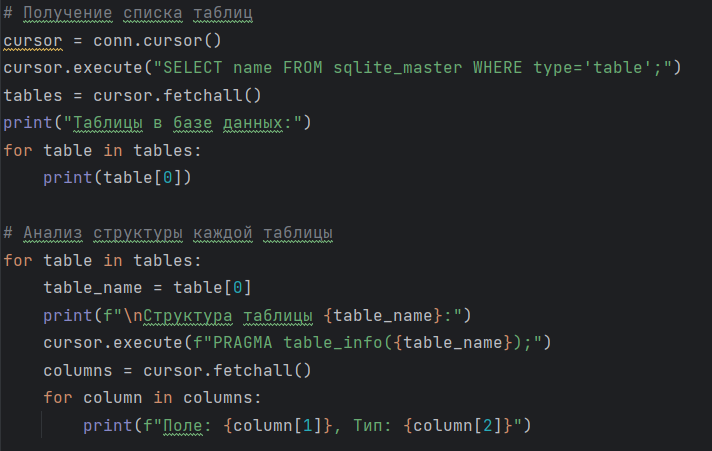 # Получение списка таблиц
cursor = conn.cursor()
cursor.execute("SELECT name FROM sqlite_master WHERE type='table';")
tables = cursor.fetchall()
print("Таблицы в базе данных:")
for table in tables:
    print(table[0])

# Анализ структуры каждой таблицы
for table in tables:
    table_name = table[0]
    print(f"\nСтруктура таблицы {table_name}:")
    cursor.execute(f"PRAGMA table_info({table_name});")
    columns = cursor.fetchall()
    for column in columns:
        print(f"Поле: {column[1]}, Тип: {column[2]}")